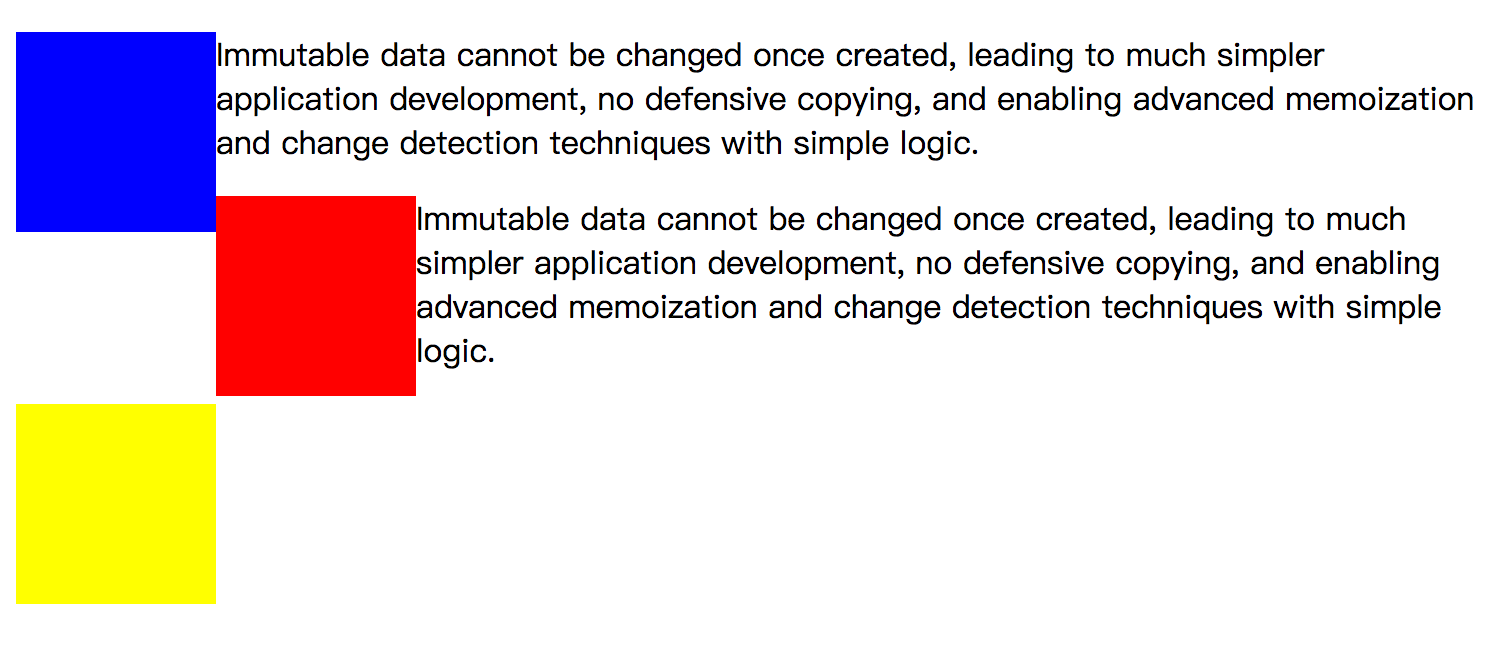 Immutable data cannot be changed once created, leading to much simpler
application development, no defensive copying, and enabling advanced memoization
and change detection techniques with simple logic.
Immutable data cannot be changed once created, leading to much
simpler application development, no defensive copying, and enabling
advanced memoization and change detection techniques with simple
logic.